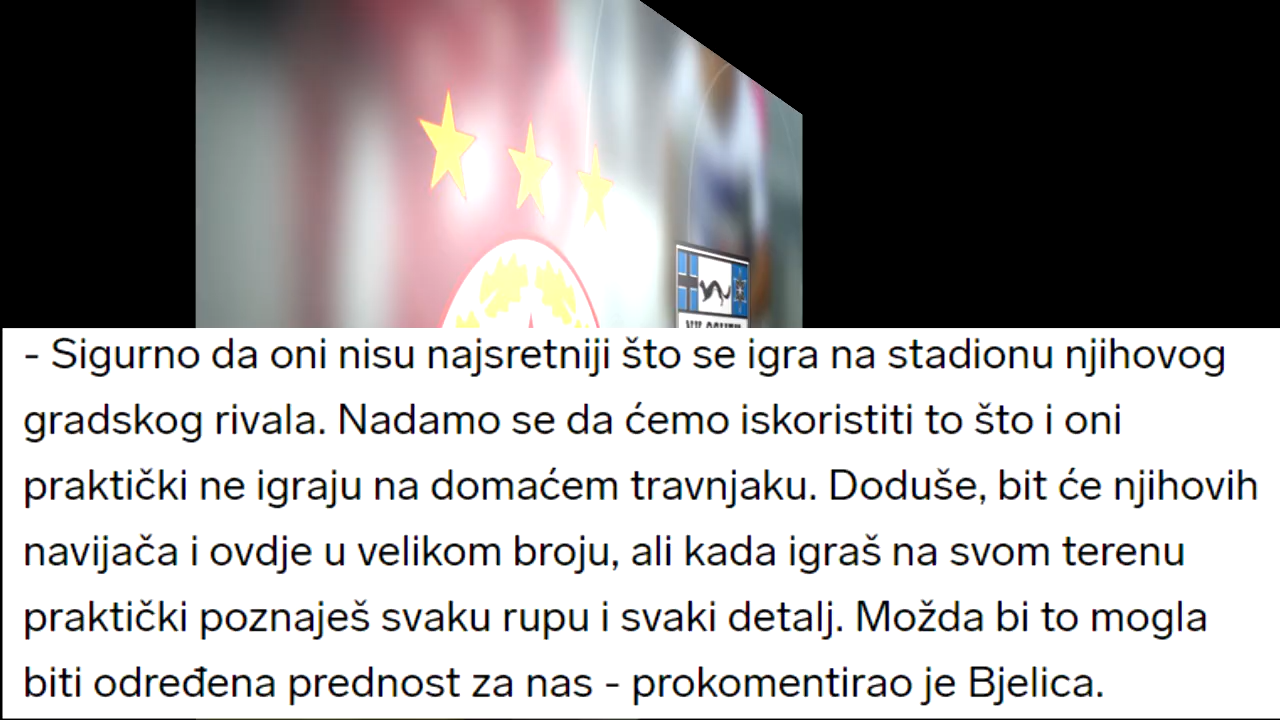 - Sigurno da oni nisu najsretniji što se igra na stadionu njihovog
gradskog rivala. Nadamo se da ćemo iskoristiti to što i oni
praktički ne igraju na domaćem travnjaku. Doduše, bit će njihovih
navijača i ovdje u velikom broju, ali kada igraš na svom terenu
praktički poznaješ svaku rupu i svaki detalj. Možda bi to mogla
biti određena prednost za nas - prokomentirao je Bjelica.